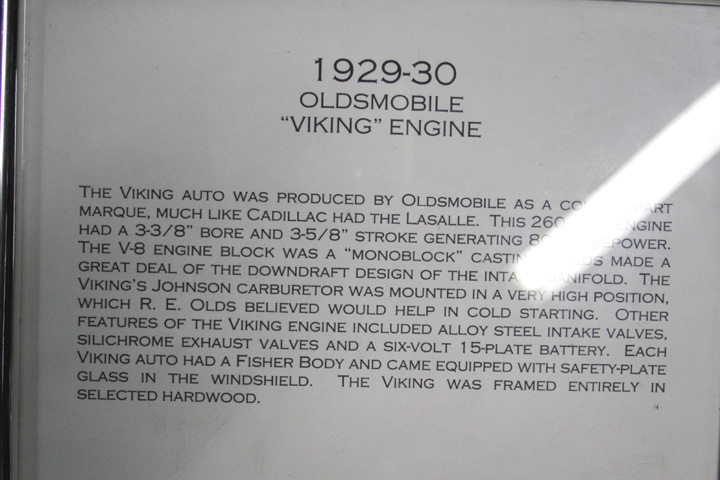 1929-30
OLDSMOBILE
“VIKING” ENGINE
THE VIKING AUTO WAS PRODUCED BY OLDSMOBILE AS A
MARQUE, MUCH LIKE CADILLAC HAD THE LASALLE. THIS ENGINE
HAD A 3-3/8” BORE AND 3-5/8” STROKE GENERATING
THE V-8 ENGINE BLOCK WAS A “MONOBLOCK” MADE A
GREAT DEAL OF THE DOWNDRAFT DESIGN OF THE MANIFOLD. THE
VIKING’S JOHNSON CARBURETOR WAS MOUNTED IN A VERY HIGH POSITION,
WHICH R. E. OLDS BELIEVED WOULD HELP IN COLD STARTING. OTHER
FEATURES OF THE VIKING ENGINE INCLUDED ALLOY STEEL INTAKE VALVES,
SILICHROME EXHAUST VALVES AND A SIX-VOLT 15-PLATE BATTERY. EACH
VIKING AUTO HAD A FISHER BODY AND CAME EQUIPPED WITH SAFETY-PLATE
GLASS IN THE WINDSHIELD. THE VIKING WAS FRAMED ENTIRELY IN
SELECTED HARDWOOD.